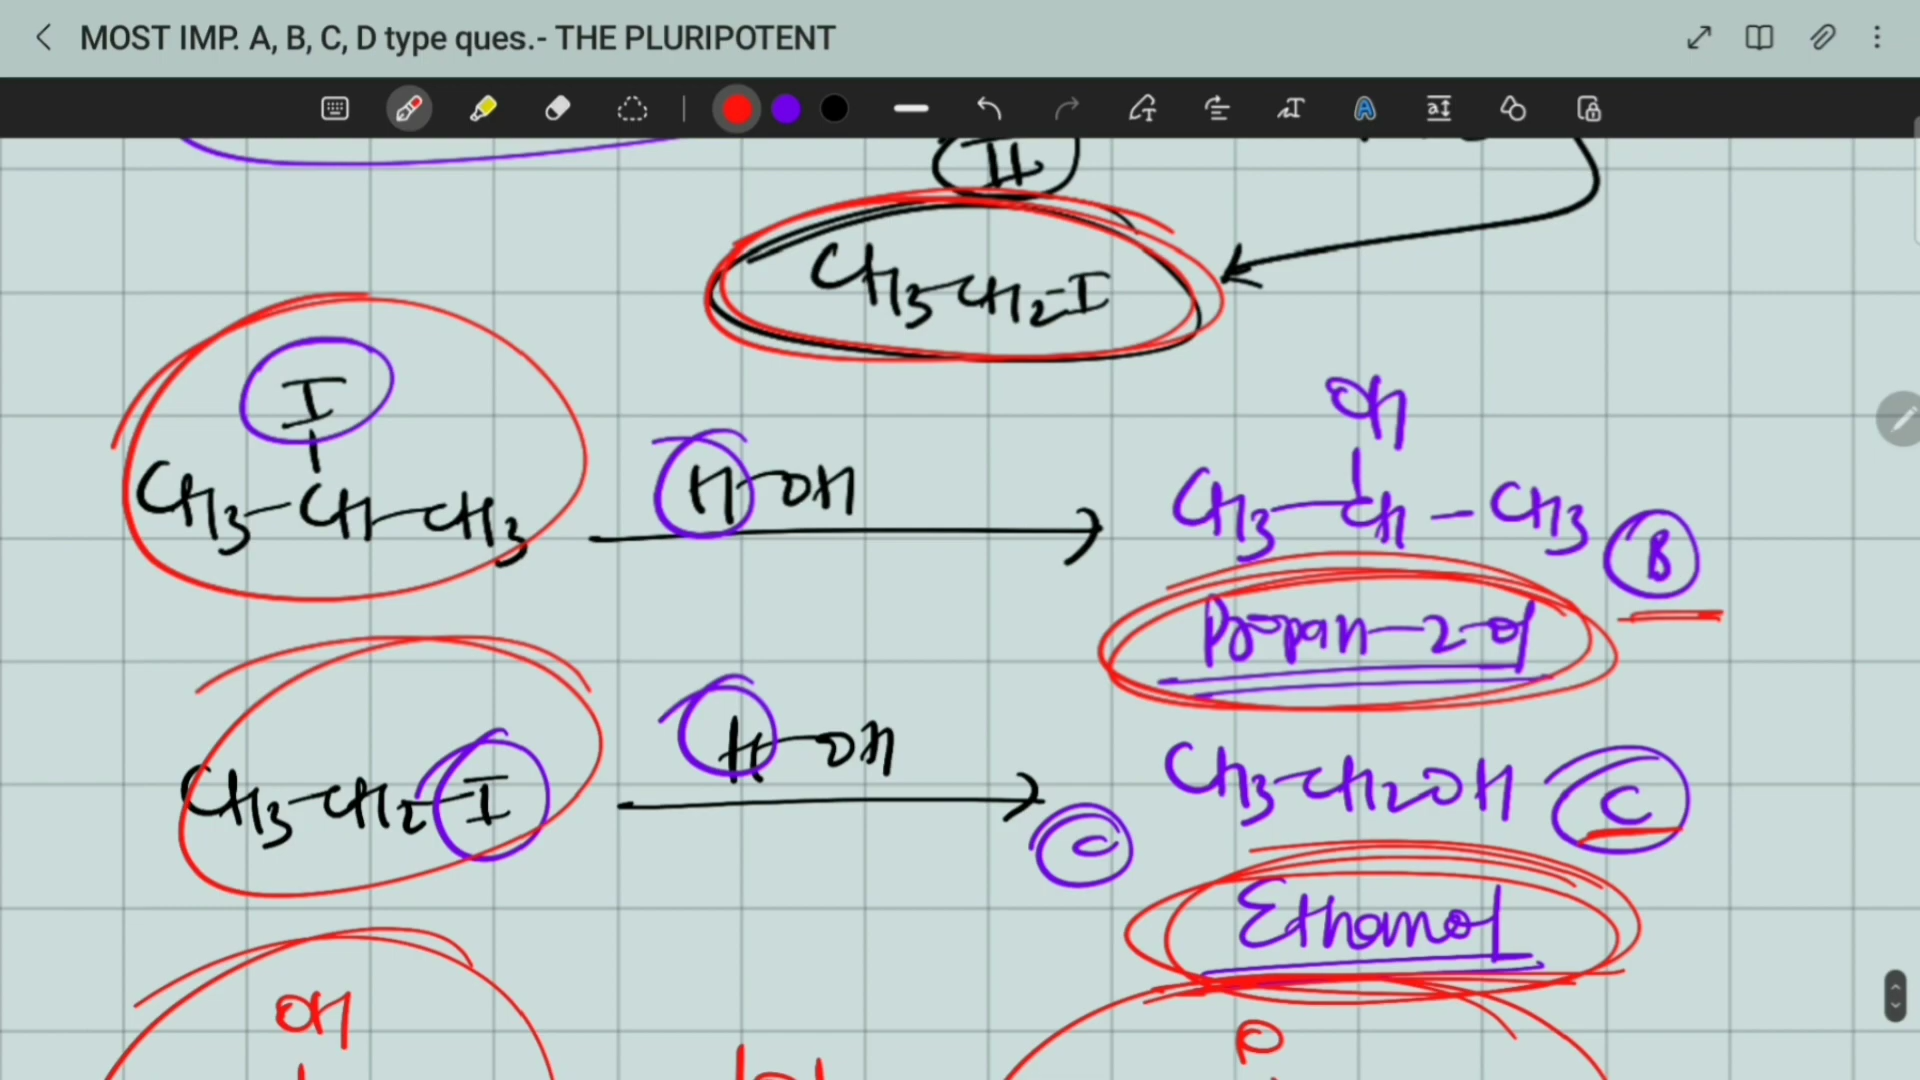 MOST IMP. A, B, C, D type ques.- THE PLURIPOTENT
CH3-CH2-I
I
OH
CH3-CH-CH3
H-OH
CH3-CH-CH3 B
Propan-2-ol
CH3-CH2-I
H-OH
CH3-CH2OH C
C
Ethanol
OH